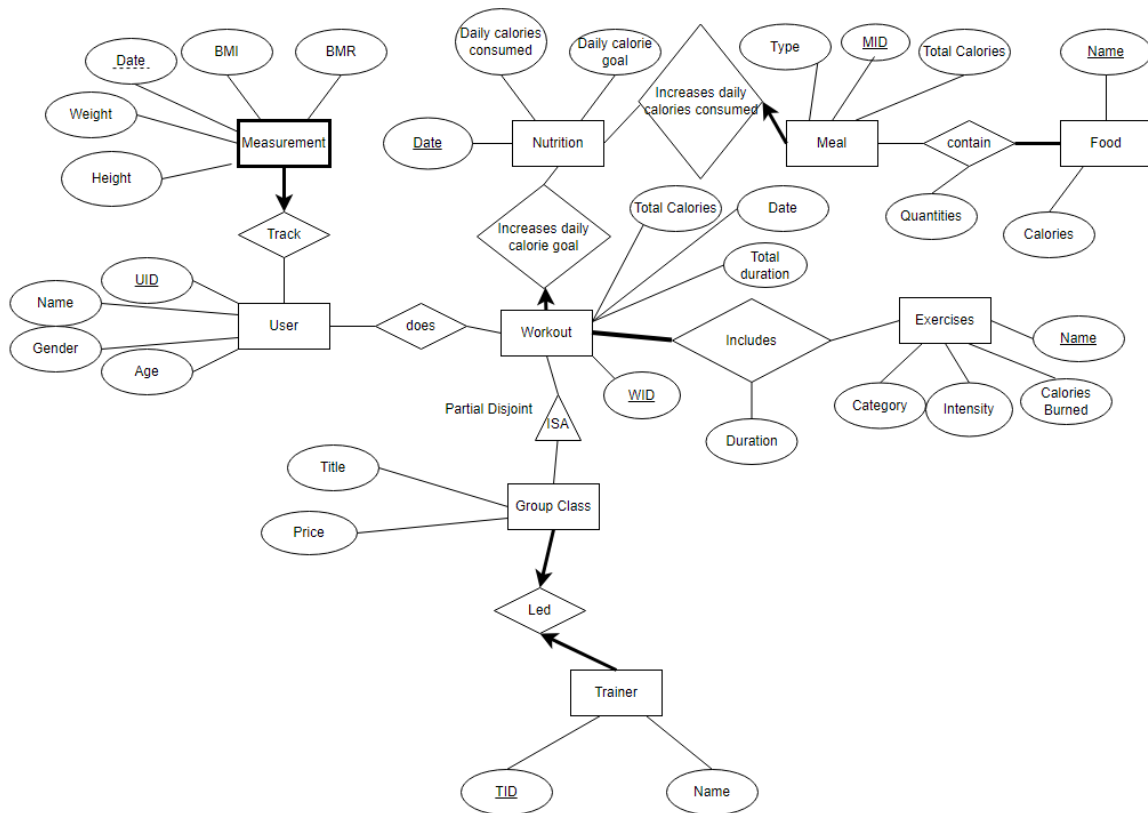 Daily calories
consumed
Daily calorie
goal
Date
BMI
BMR
Type
MID
Total Calories
Name
Weight
Increases daily
calories consumed
Measurement
Date
Nutrition
Meal
contain
Food
Height
Total Calories
Date
Quantities
Calories
Track
Increases daily
calorie goal
Total
duration
UID
Name
User
does
Workout
Includes
Exercises
Name
Gender
Age
WID
Category
Intensity
Calories
Burned
Partial Disjoint
ISA
Duration
Title
Group Class
Price
Led
Trainer
TID
Name